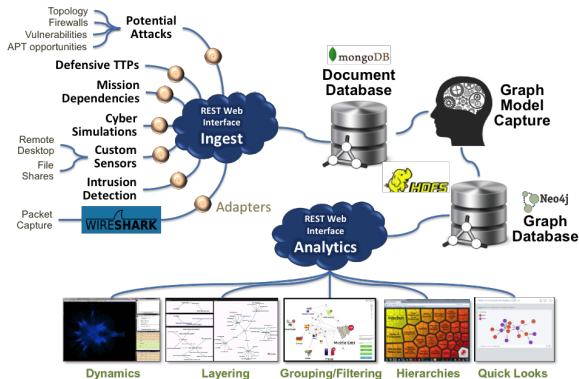 Topology
Firewalls
Vulnerabilities
APT opportunities
Potential
Attacks
Defensive TTPs
Mission
Dependencies
Cyber
Simulations
Remote
Desktop
File
Shares
Custom
Sensors
Intrusion
Detection
Packet
Capture
WIRESHARK
Adapters
REST Web
Interface
Ingest
mongoDB
Document
Database
Graph
Model
Capture
HDFS
Neo4j
Graph
Database
REST Web
Interface
Analytics
Dynamics
Layering
Grouping/Filtering
Hierarchies
Quick Looks